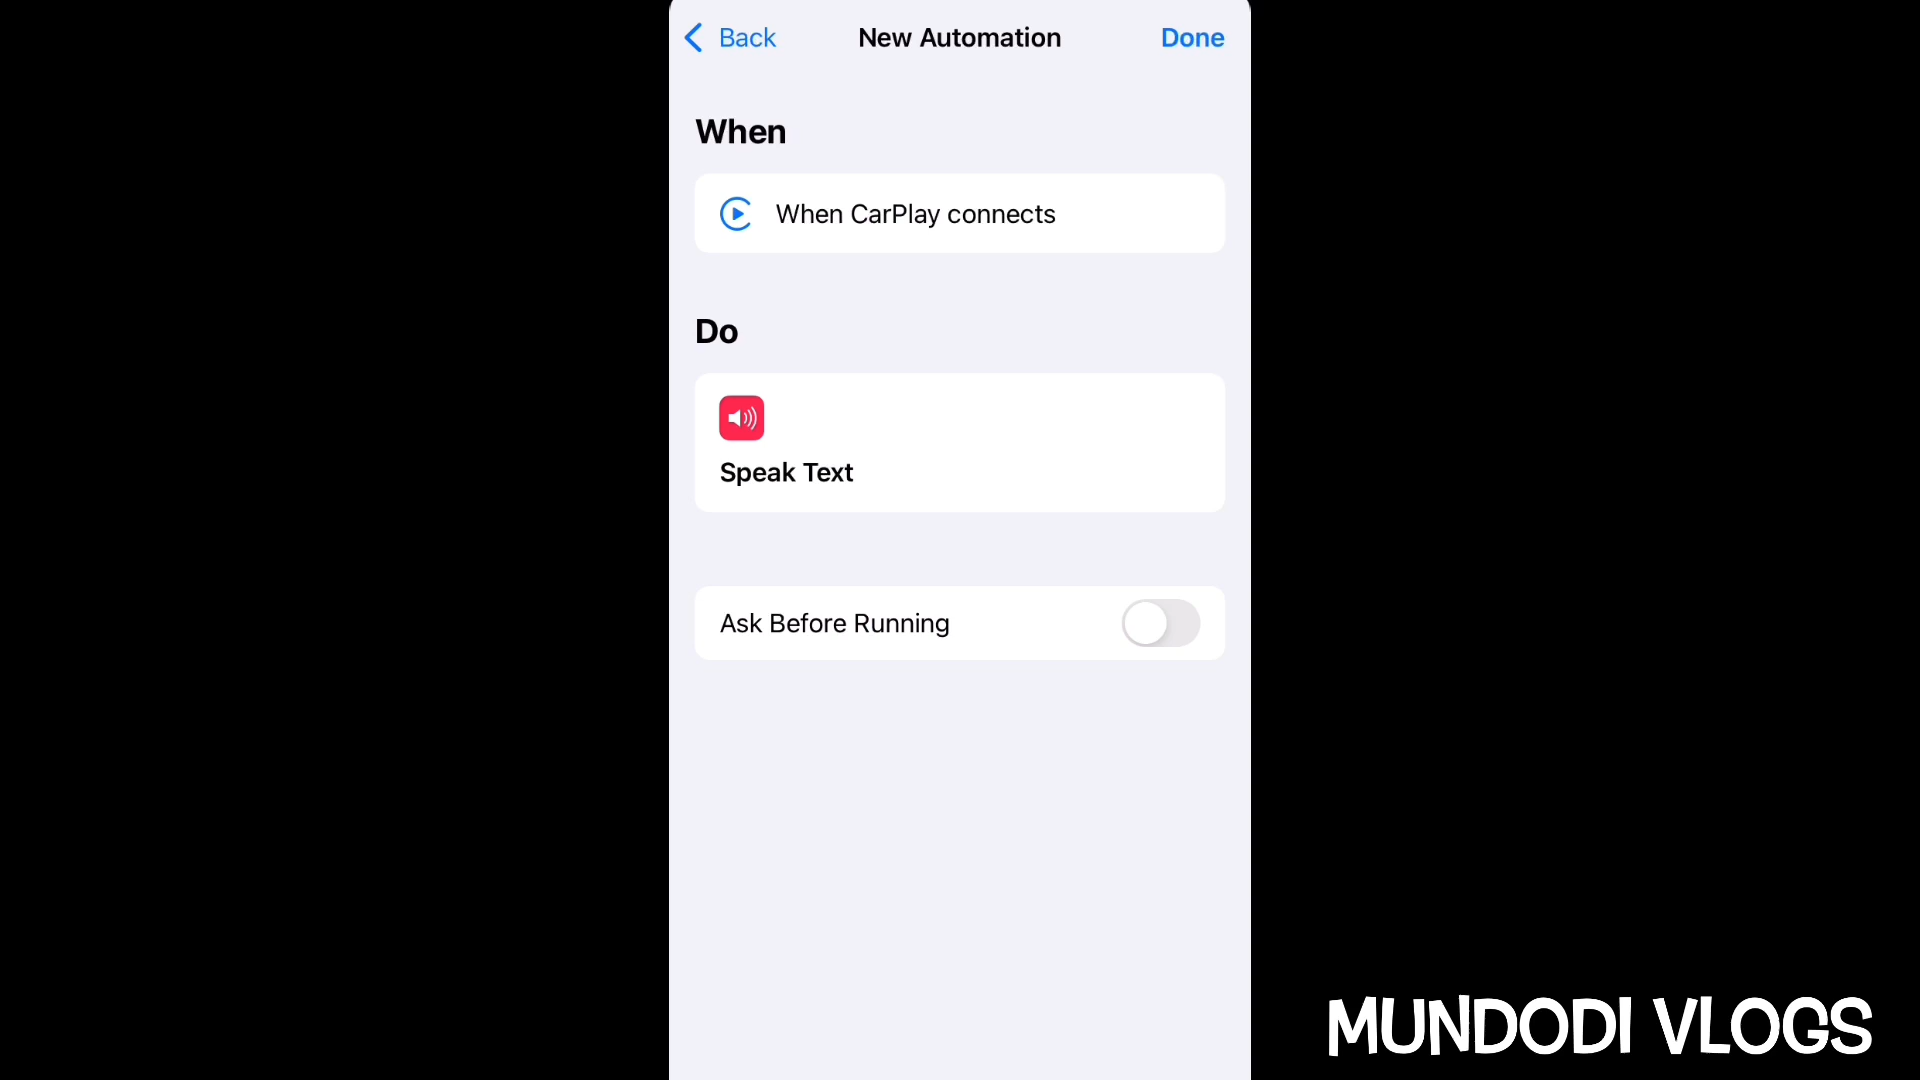 Back
New Automation
Done
When
When CarPlay connects
Do
Speak Text
Ask Before Running
MUNDODI VLOGS